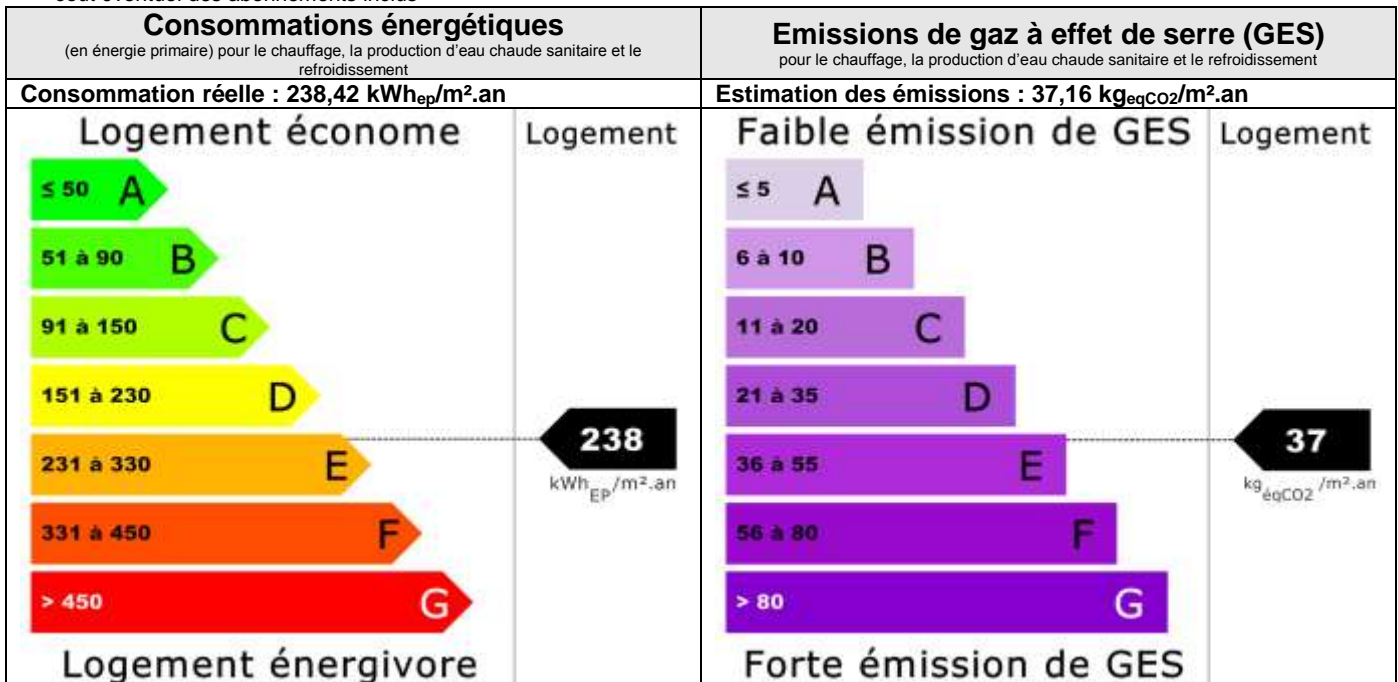 coût éventuel des abonnements inclus
Consommations énergétiques
(en énergie primaire) pour le chauffage, la production d'eau chaude sanitaire et le
refroidissement
Consommation réelle : 238,42 kWhep/m².an
Logement économe
Logement
≤ 50 A
51 à 90 B
91 à 150 C
151 à 230 D
231 à 330 E
331 à 450 F
> 450 G
238
kWhEP/m².an
Logement énergivore
Emissions de gaz à effet de serre (GES)
pour le chauffage, la production d'eau chaude sanitaire et le refroidissement
Estimation des émissions : 37,16 kgeqCO2/m².an
Faible émission de GES
Logement
≤ 5 A
6 à 10 B
11 à 20 C
21 à 35 D
36 à 55 E
56 à 80 F
> 80 G
37
kgéqCO2 /m².an
Forte émission de GES